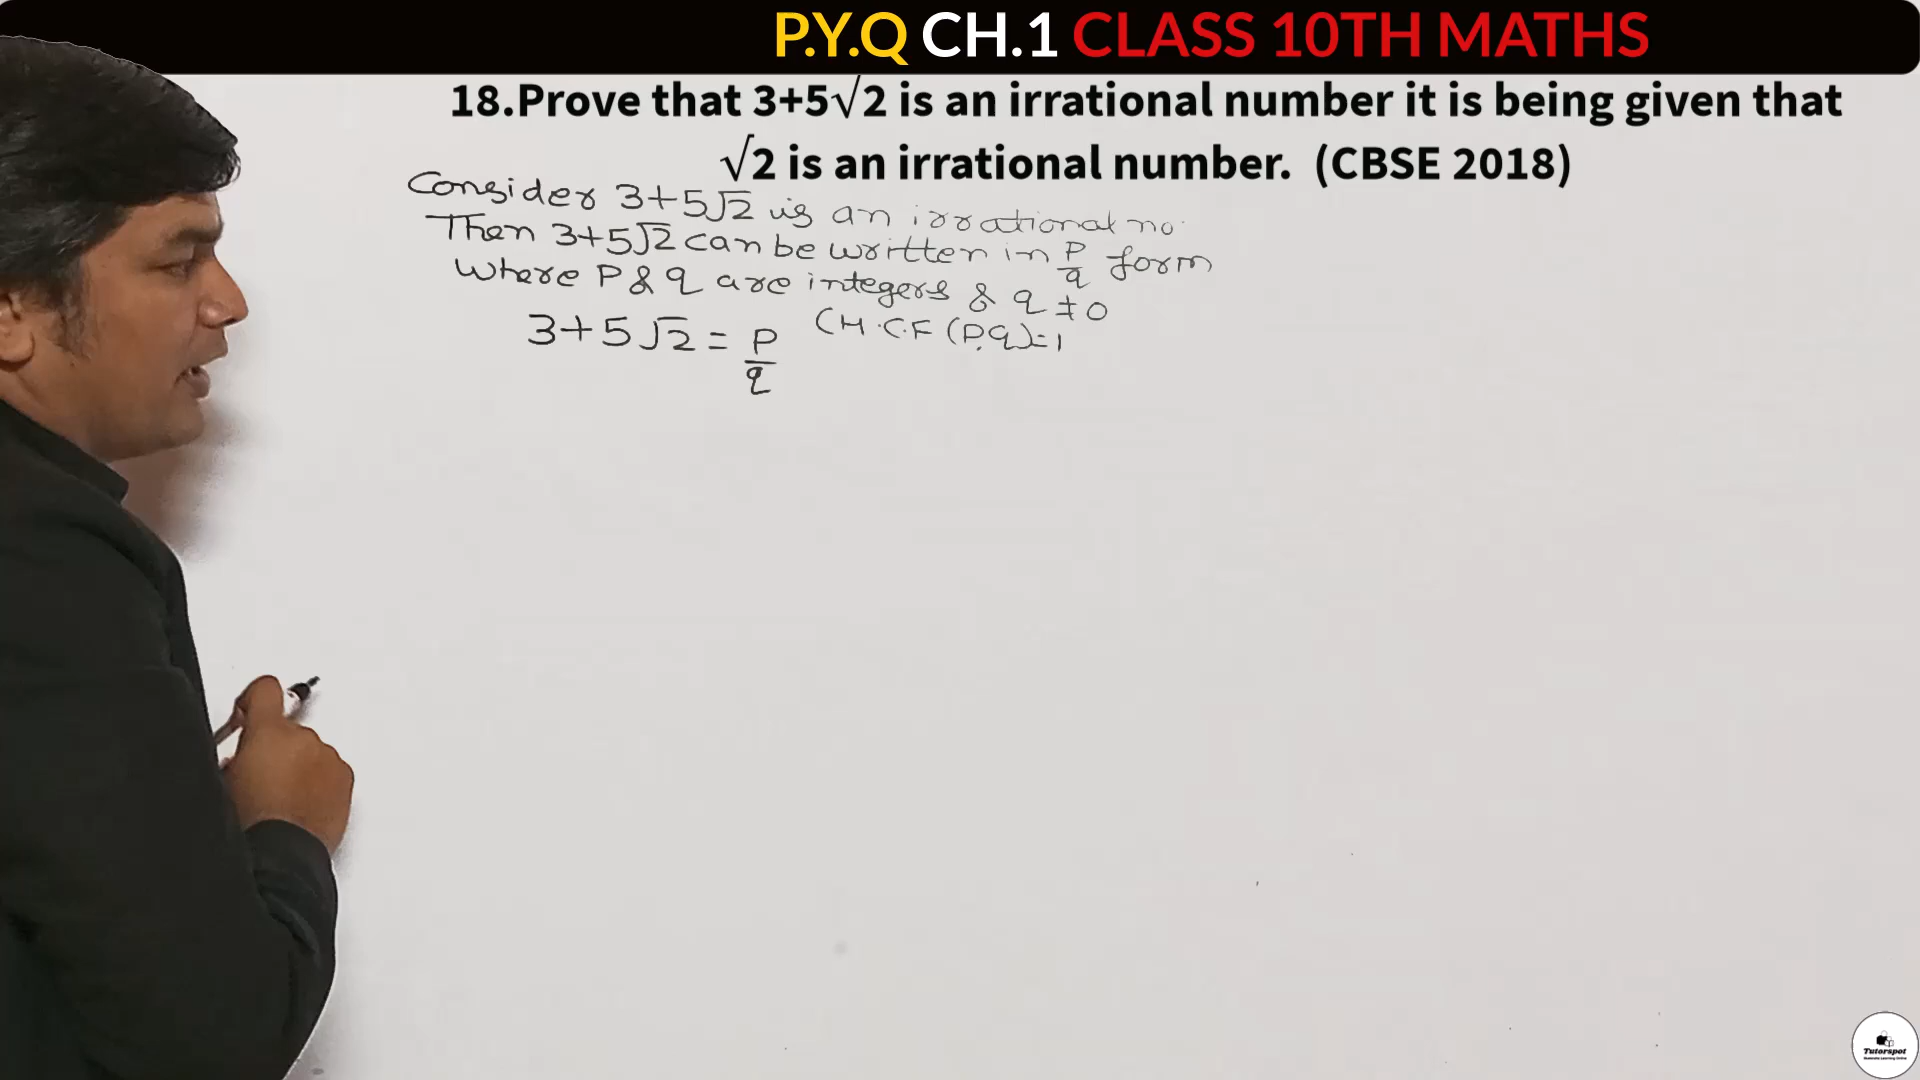 P.Y.Q CH.1 CLASS 10TH MATHS
18.Prove that 3+5√2 is an irrational number it is being given that
√2 is an irrational number. (CBSE 2018)
Consider 3+5√2 is an irrational no.
Then 3+5√2 can be written in P/q form
where P & q are integers & q ≠ 0
3+5√2 = P/q (H.C.F (P,q)=1
Tutorspot